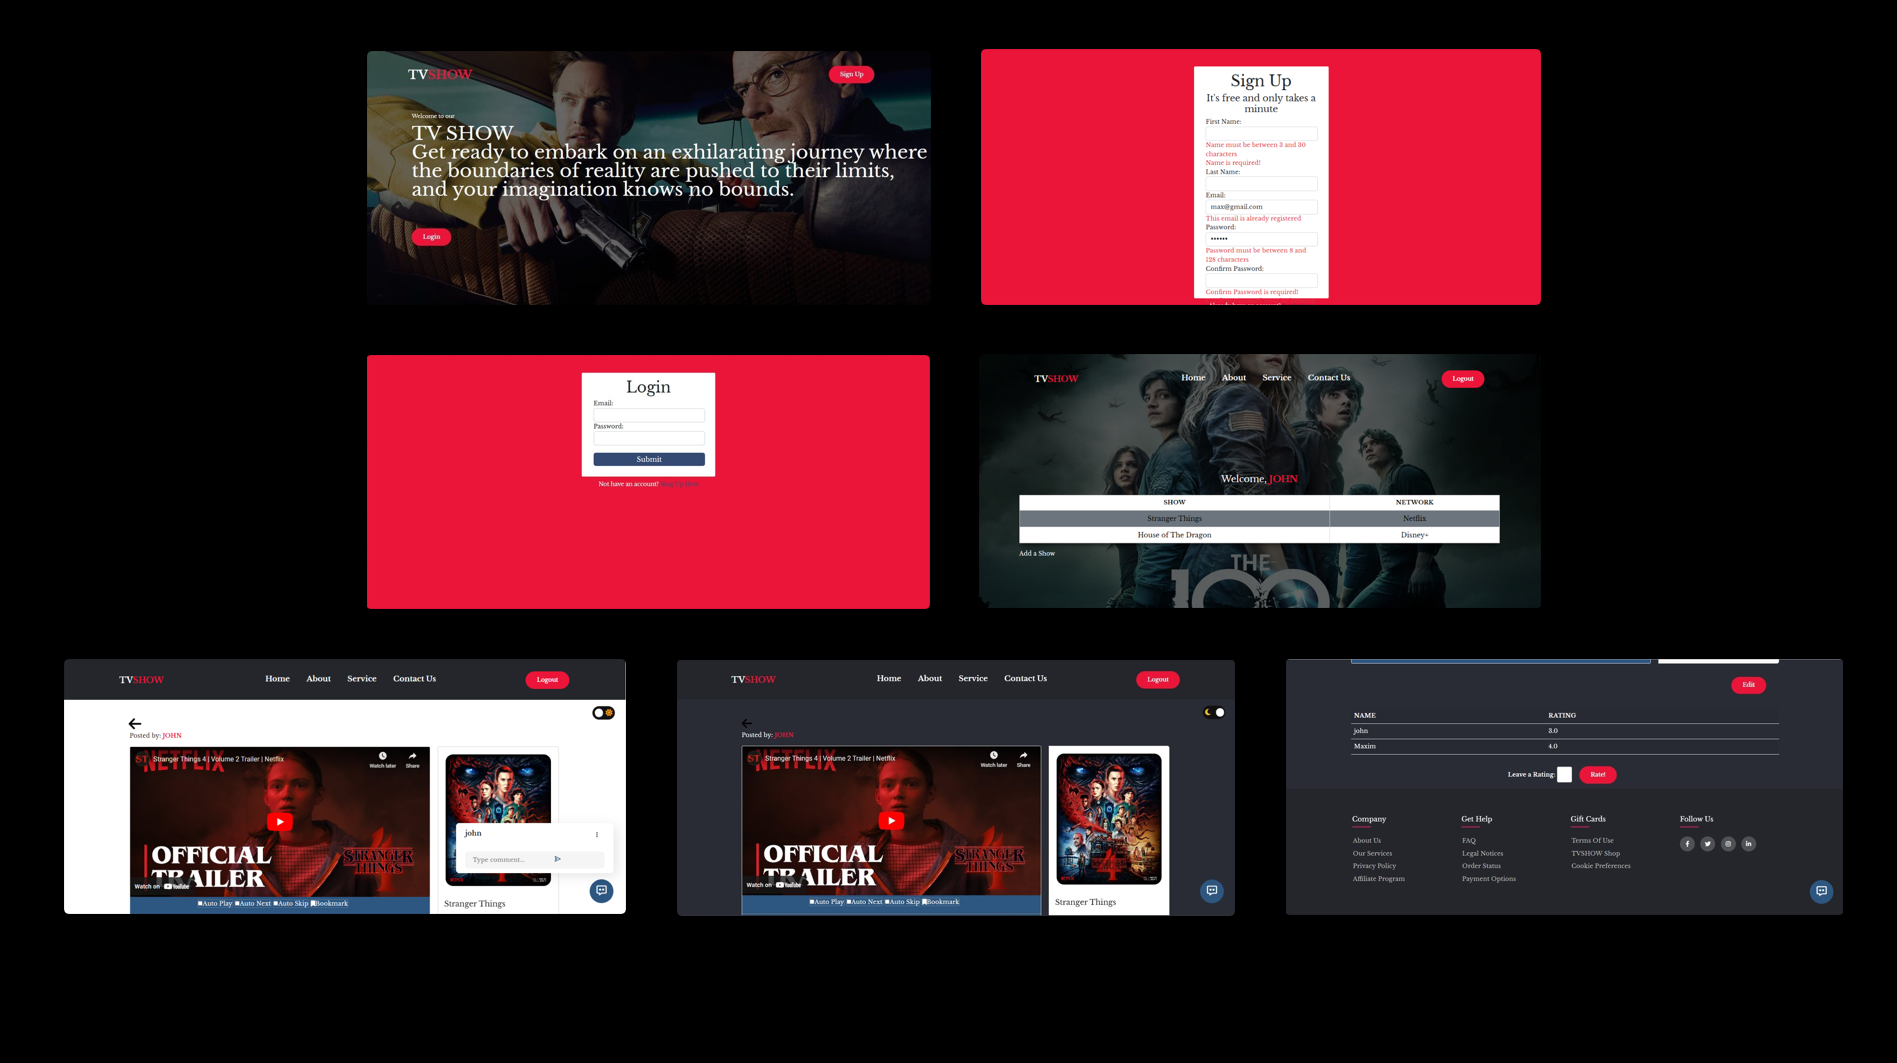 TVSHOW
Sign Up
Welcome to our
TV SHOW
Get ready to embark on an exhilarating journey where
the boundaries of reality are pushed to their limits,
and your imagination knows no bounds.
Login
Sign Up
It's free and only takes a
minute
First Name:
Name must be between 3 and 30
characters
Name is required!
Last Name:
Email:
max@gmail.com
This email is already registered
Password:
••••••
Password must be between 8 and
128 characters
Confirm Password:
Confirm Password is required!
Login
Email:
Password:
Submit
Not have an account?
TVSHOW
Home About Service Contact Us
Logout
Welcome, JOHN
SHOW NETWORK
Stranger Things Netflix
House of The Dragon Disney+
Add a Show
THE
100
TVSHOW
Home About Service Contact Us
Logout
Posted by: JOHN
NETFLIX
Stranger Things 4 | Volume 2 Trailer | Netflix
Watch later Share
OFFICIAL
TRAILER
STRANGER
THINGS
Watch on YouTube
Auto Play Auto Next Auto Skip Bookmark
john
Type comment...
Stranger Things
TVSHOW
Home About Service Contact Us
Logout
Posted by: JOHN
NETFLIX
Stranger Things 4 | Volume 2 Trailer | Netflix
Watch later Share
OFFICIAL
TRAILER
STRANGER
THINGS
Watch on YouTube
Auto Play Auto Next Auto Skip Bookmark
Stranger Things
Edit
NAME RATING
john 3.0
Maxim 4.0
Leave a Rating: Rate!
Company Get Help Gift Cards Follow Us
About Us FAQ Terms Of Use
Our Services Legal Notices TVSHOW Shop
Privacy Policy Order Status Cookie Preferences
Affiliate Program Payment Options